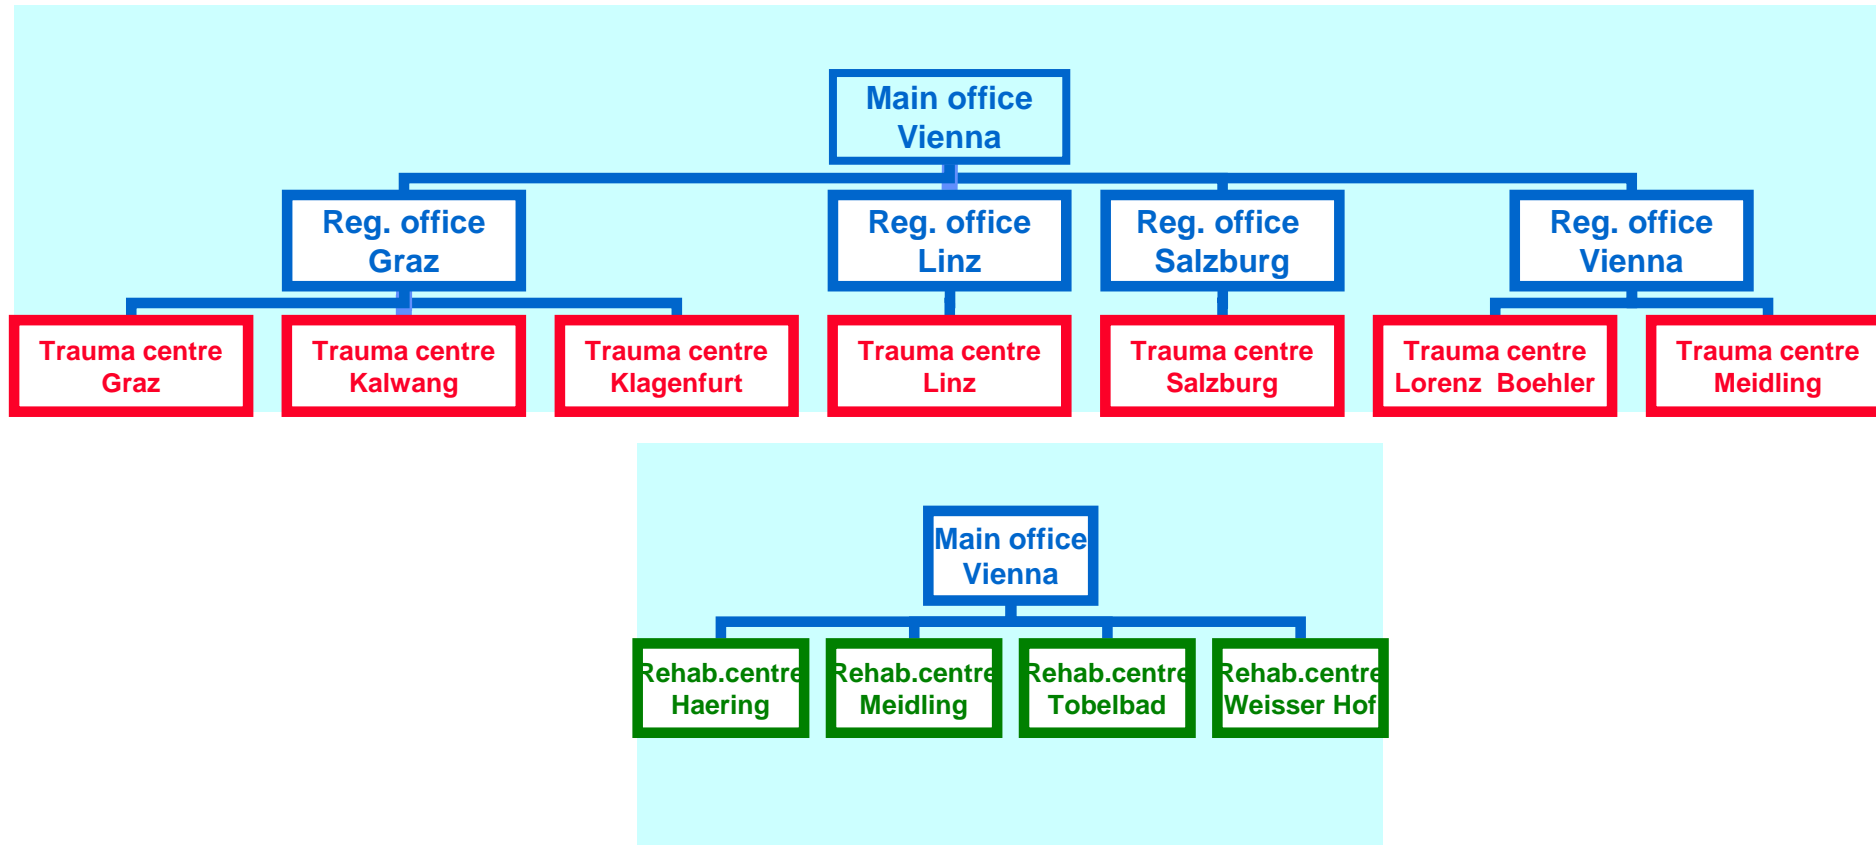 Main office
Vienna
Reg. office
Graz
Reg. office
Linz
Reg. office
Salzburg
Reg. office
Vienna
Trauma centre
Graz
Trauma centre
Kalwang
Trauma centre
Klagenfurt
Trauma centre
Linz
Trauma centre
Salzburg
Trauma centre
Lorenz Boehler
Trauma centre
Meidling
Main office
Vienna
Rehab.centre
Haering
Rehab.centre
Meidling
Rehab.centre
Tobelbad
Rehab.centre
Weisser Hof